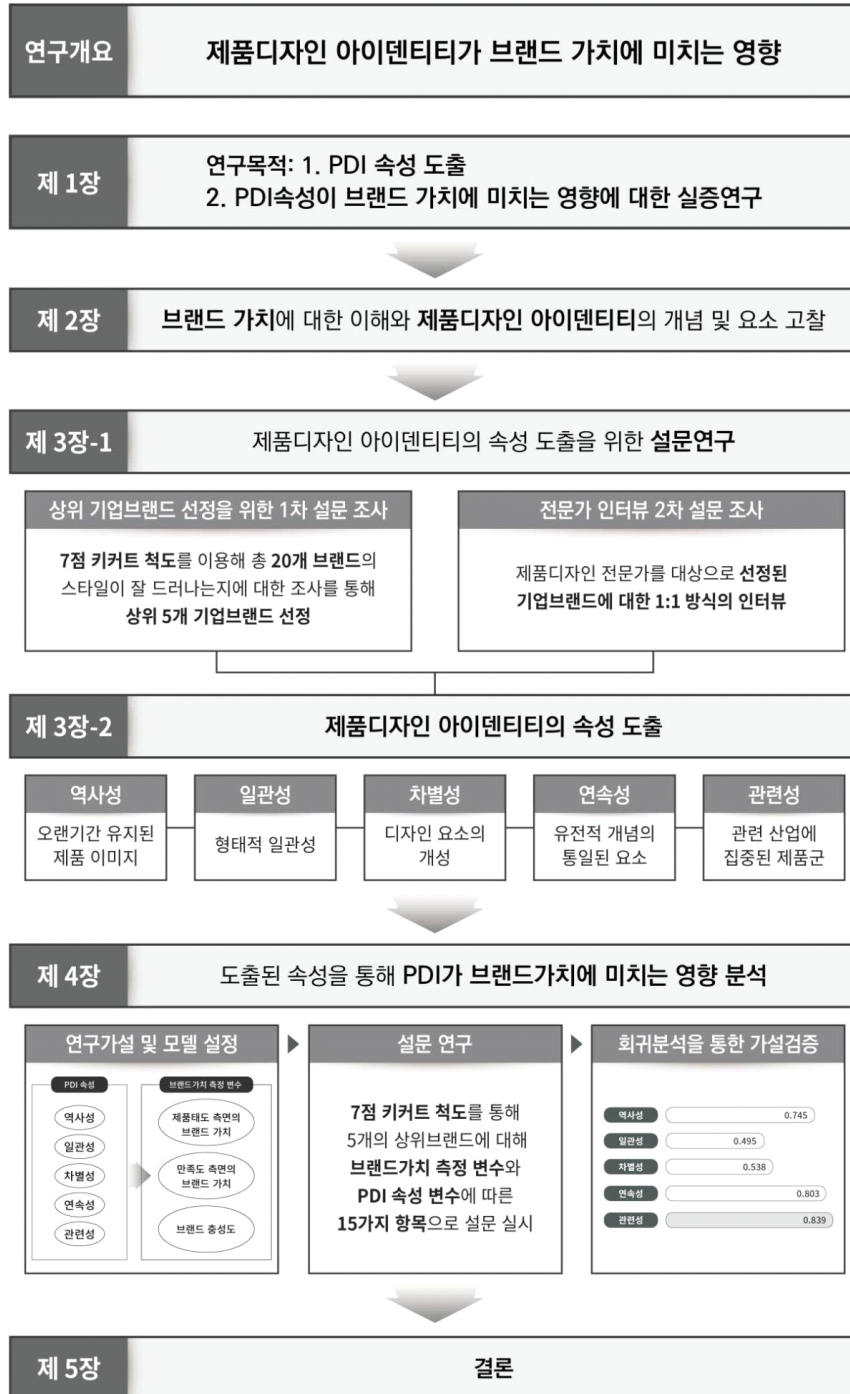 연구개요
제품디자인 아이덴티티가 브랜드 가치에 미치는 영향
제 1장
연구목적: 1. PDI 속성 도출
2. PDI속성이 브랜드 가치에 미치는 영향에 대한 실증연구
제 2장
브랜드 가치에 대한 이해와 제품디자인 아이덴티티의 개념 및 요소 고찰
제 3장-1
제품디자인 아이덴티티의 속성 도출을 위한 설문연구
상위 기업브랜드 선정을 위한 1차 설문 조사
7점 키커트 척도를 이용해 총 20개 브랜드의
스타일이 잘 드러나는지에 대한 조사를 통해
상위 5개 기업브랜드 선정
전문가 인터뷰 2차 설문 조사
제품디자인 전문가를 대상으로 선정된
기업브랜드에 대한 1:1 방식의 인터뷰
제 3장-2
제품디자인 아이덴티티의 속성 도출
역사성
오랜기간 유지된
제품 이미지
일관성
형태적 일관성
차별성
디자인 요소의
개성
연속성
유전적 개념의
통일된 요소
관련성
관련 산업에
집중된 제품군
제 4장
도출된 속성을 통해 PDI가 브랜드가치에 미치는 영향 분석
연구가설 및 모델 설정
PDI 속성
역사성
일관성
차별성
연속성
관련성
브랜드가치 측정 변수
제품태도 측면의
브랜드 가치
만족도 측면의
브랜드 가치
브랜드 충성도
설문 연구
7점 키커트 척도를 통해
5개의 상위브랜드에 대해
브랜드가치 측정 변수와
PDI 속성 변수에 따른
15가지 항목으로 설문 실시
회귀분석을 통한 가설검증
역사성 0.745
일관성 0.495
차별성 0.538
연속성 0.803
관련성 0.839
제 5장
결론